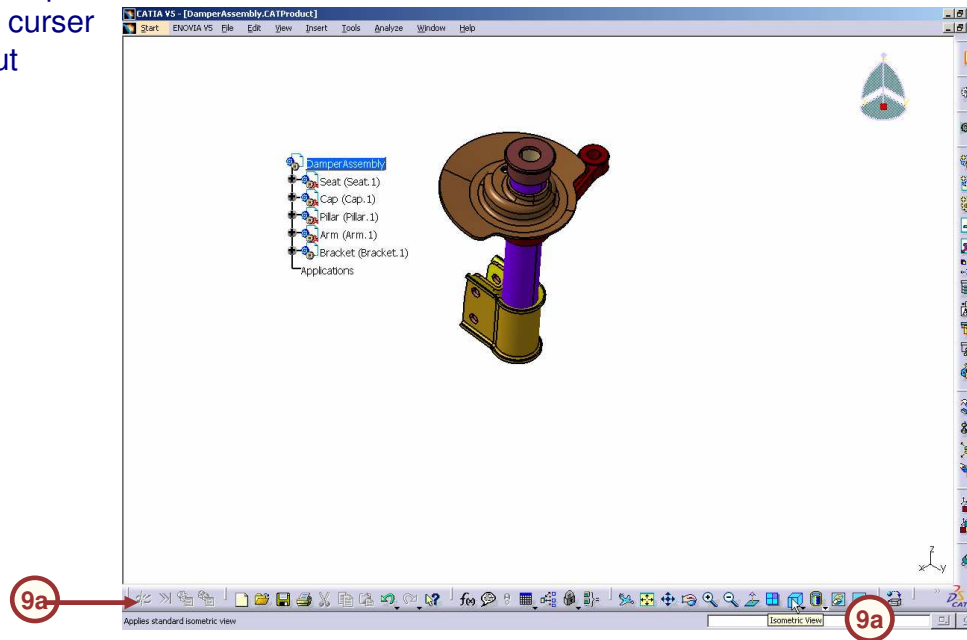 curser
ut
CATIA V5 - [DamperAssembly.CATProduct]
Start ENOVIA V5 File Edit View Insert Tools Analyze Window Help
DamperAssembly
Seat (Seat.1)
Cap (Cap.1)
Pillar (Pillar.1)
Arm (Arm.1)
Bracket (Bracket.1)
Applications
z
x y
9a
f(x)
Applies standard isometric view
Isometric View
9a